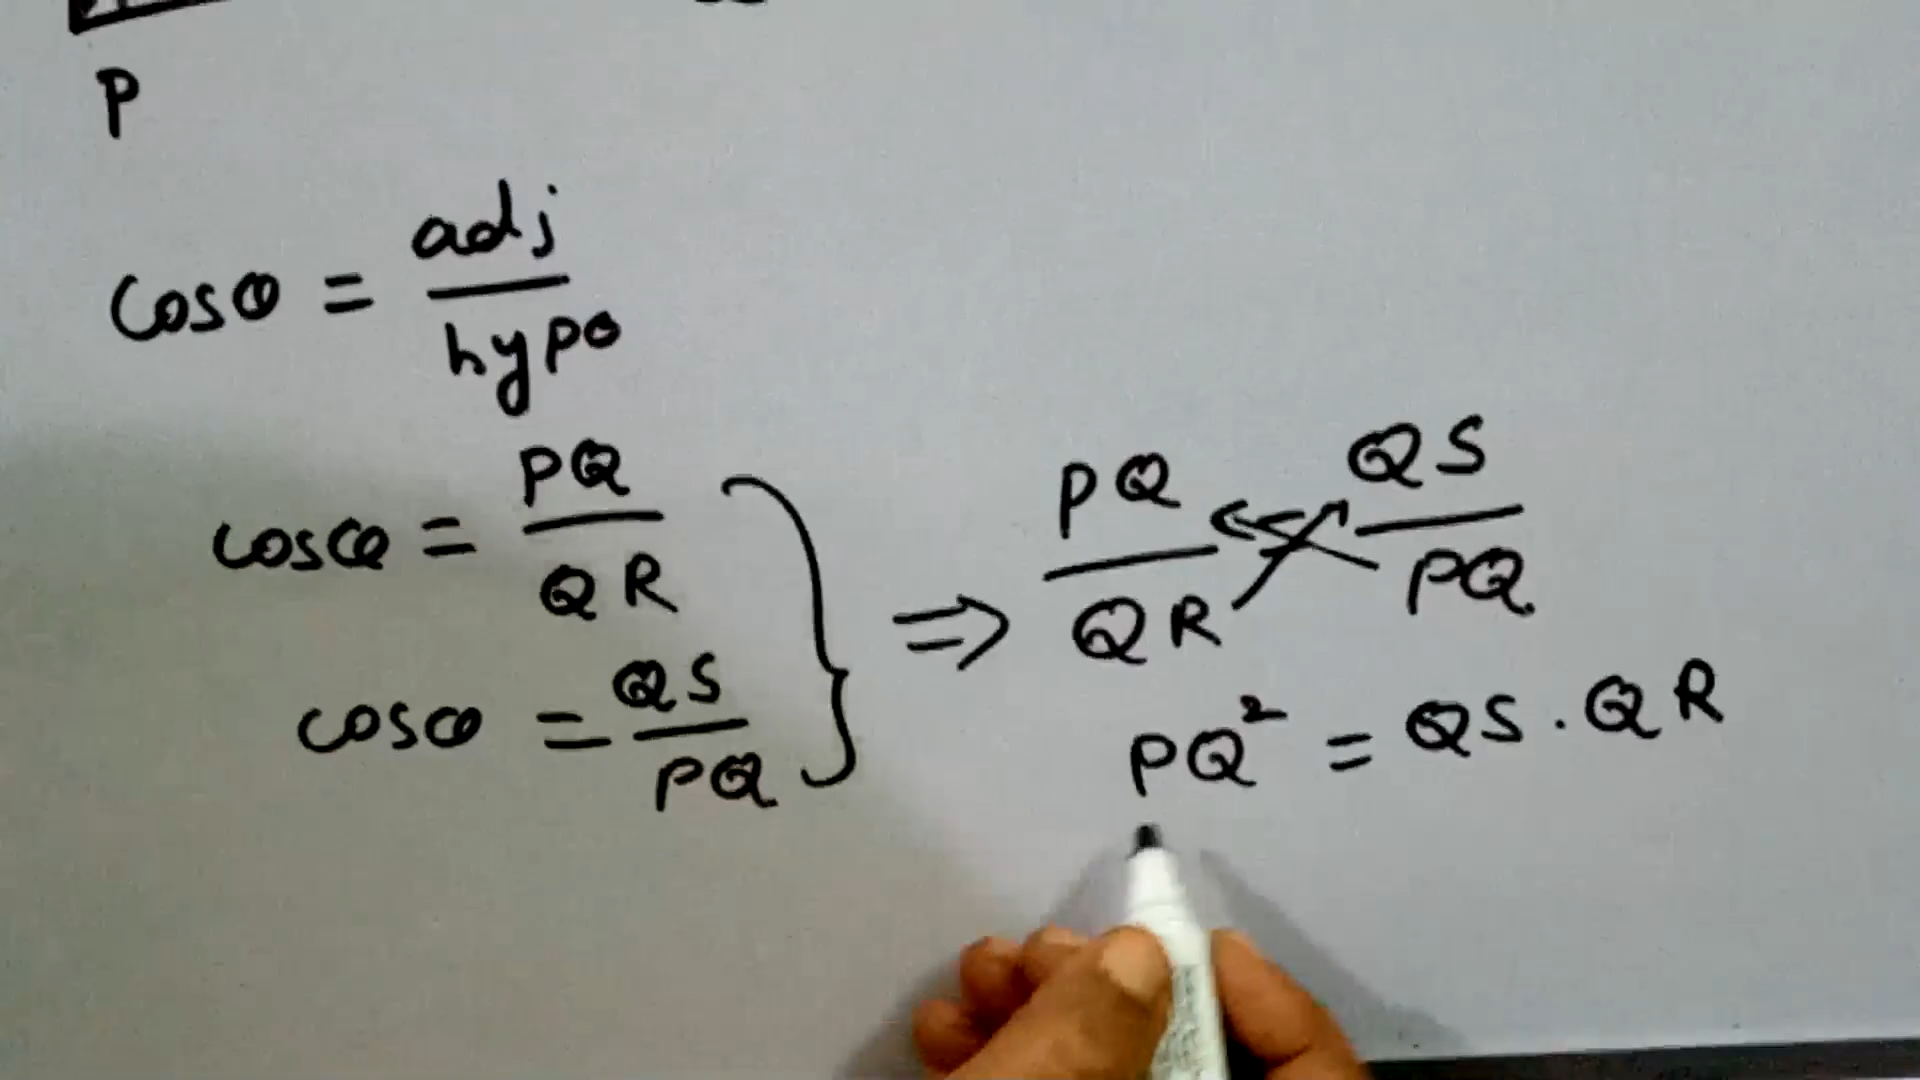 P
cosθ = adj / hypo
cosθ = PQ / QR
cosθ = QS / PQ
⇒ PQ / QR QS / PQ
PQ² = QS . QR